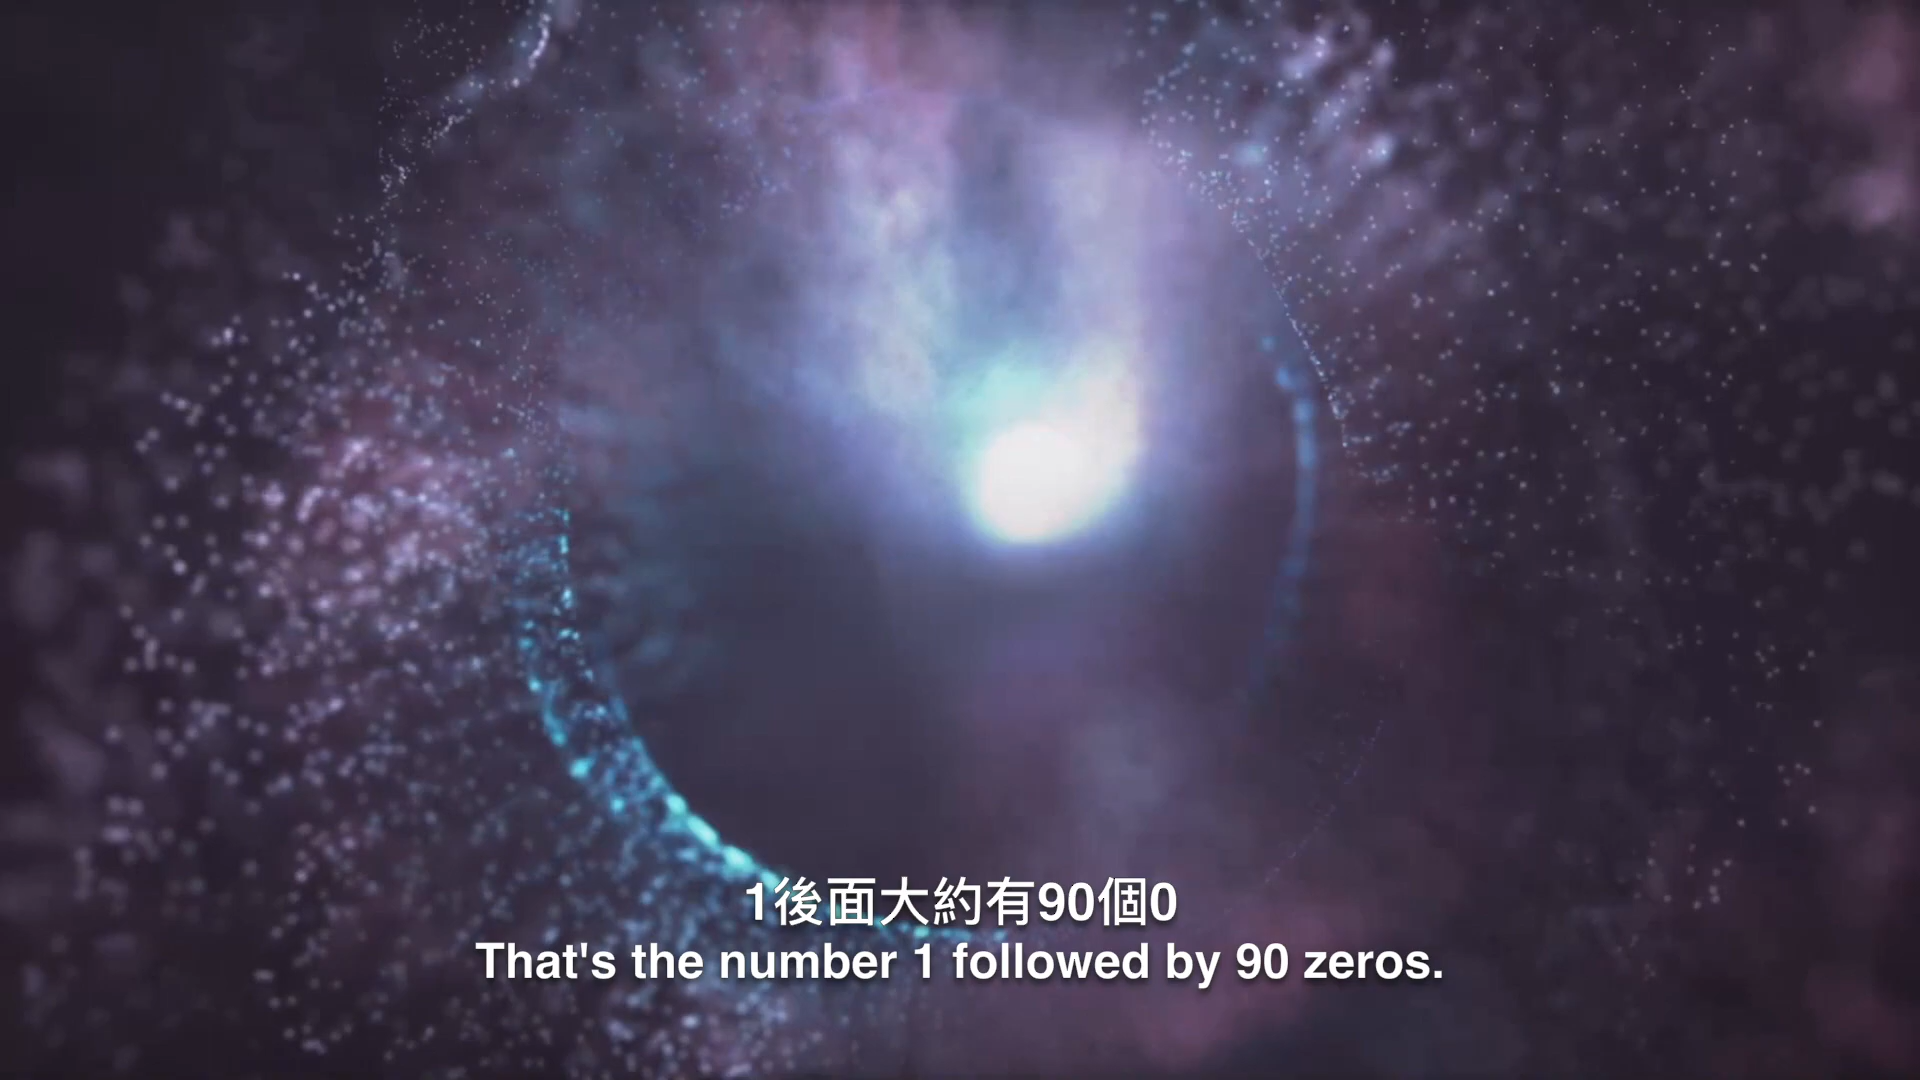 1後面大約有90個0
That's the number 1 followed by 90 zeros.